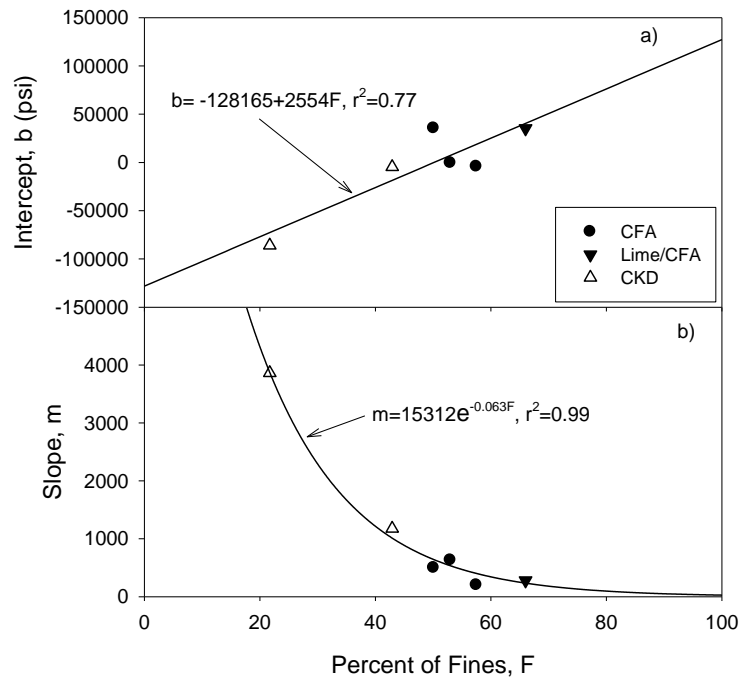 a)
150000
100000
50000
0
-50000
-100000
-150000
Intercept, b (psi)
b= -128165+2554F, r²=0.77
CFA
Lime/CFA
CKD
b)
4000
3000
2000
1000
0
Slope, m
m=15312e^-0.063F, r²=0.99
0 20 40 60 80 100
Percent of Fines, F